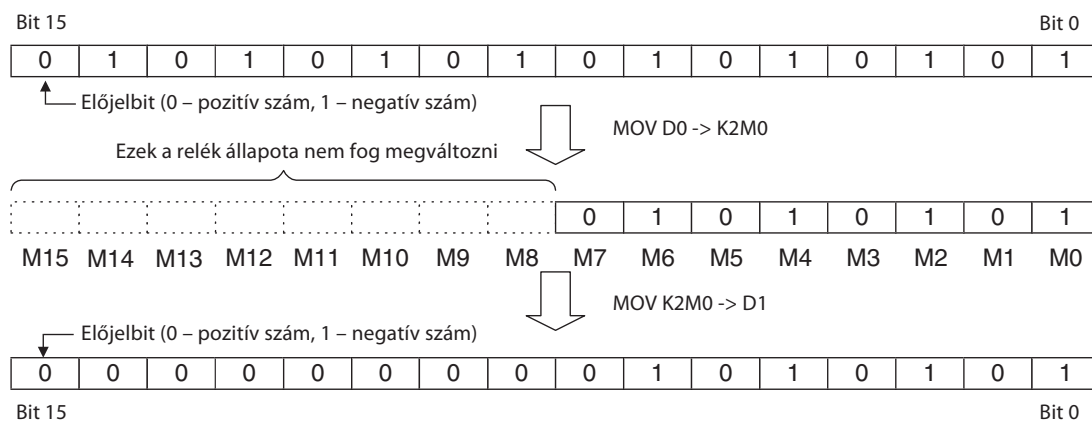 Bit 15 Bit 0
0 1 0 1 0 1 0 1 0 1 0 1 0 1 0 1
Előjelbit (0 – pozitív szám, 1 – negatív szám)
MOV D0 -> K2M0
Ezek a relék állapota nem fog megváltozni
0 1 0 1 0 1 0 1
M15 M14 M13 M12 M11 M10 M9 M8 M7 M6 M5 M4 M3 M2 M1 M0
MOV K2M0 -> D1
Előjelbit (0 – pozitív szám, 1 – negatív szám)
0 0 0 0 0 0 0 0 0 1 0 1 0 1 0 1
Bit 15 Bit 0